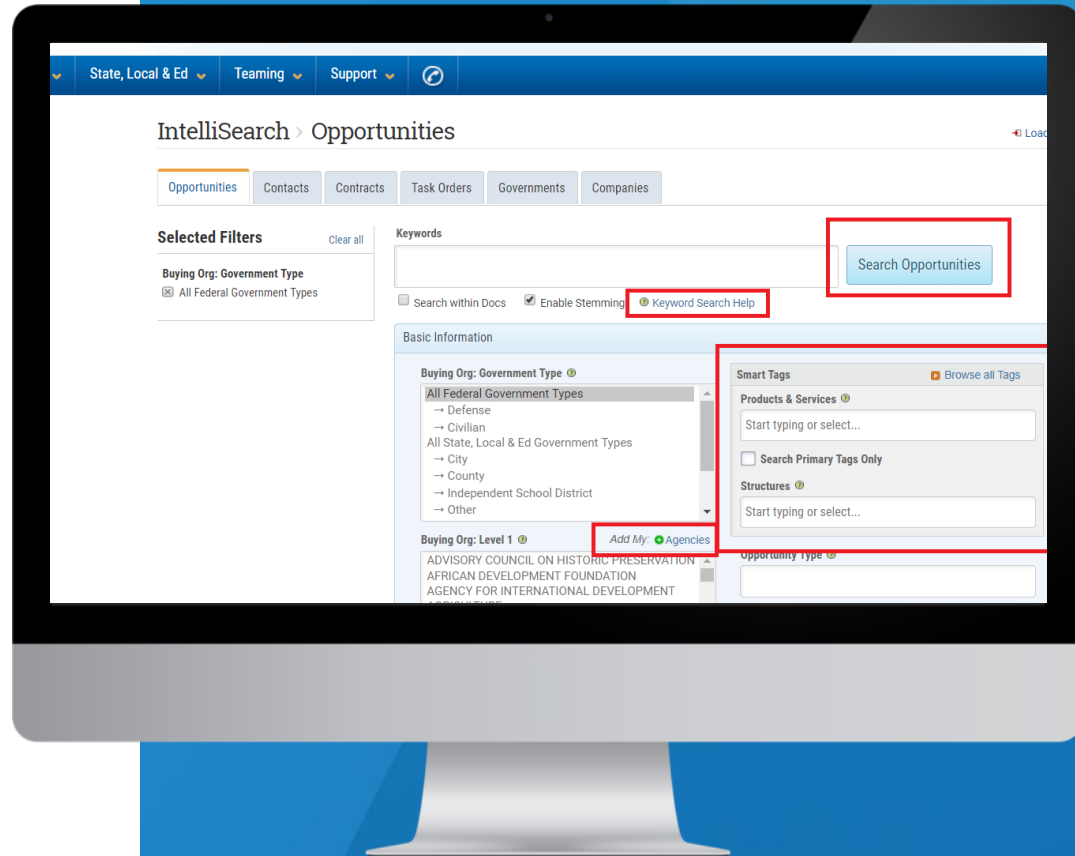 State, Local & Ed Teaming Support
IntelliSearch > Opportunities
Opportunities Contacts Contracts Task Orders Governments Companies
Selected Filters Clear all
Buying Org: Government Type
All Federal Government Types
Keywords
Search Opportunities
Search within Docs Enable Stemming Keyword Search Help
Basic Information
Buying Org: Government Type
All Federal Government Types
→ Defense
→ Civilian
All State, Local & Ed Government Types
→ City
→ County
→ Independent School District
→ Other
Buying Org: Level 1 Add My: Agencies
ADVISORY COUNCIL ON HISTORIC PRESERVATION
AFRICAN DEVELOPMENT FOUNDATION
AGENCY FOR INTERNATIONAL DEVELOPMENT
Smart Tags Browse all Tags
Products & Services
Start typing or select...
Search Primary Tags Only
Structures
Start typing or select...
Opportunity Type